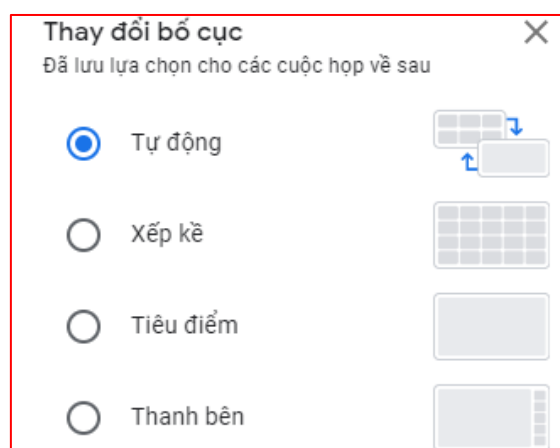 Thay đổi bố cục
Đã lưu lựa chọn cho các cuộc họp về sau
Tự động
Xếp kề
Tiêu điểm
Thanh bên